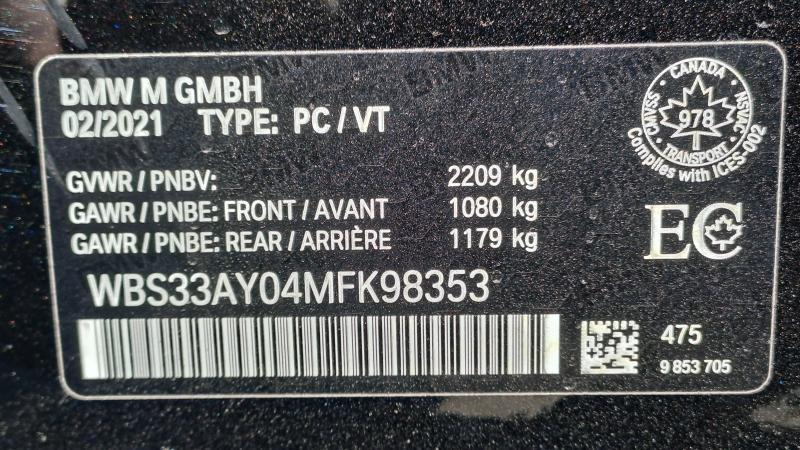 BMW M GMBH
02/2021 TYPE: PC / VT
GVWR / PNBV: 2209 kg
GAWR / PNBE: FRONT / AVANT 1080 kg
GAWR / PNBE: REAR / ARRIÈRE 1179 kg
WBS33AY04MFK98353
CANADA
SSAKC 978 NSVAC
TRANSPORT
Complies with ICES-002
EC
475
9 853 705